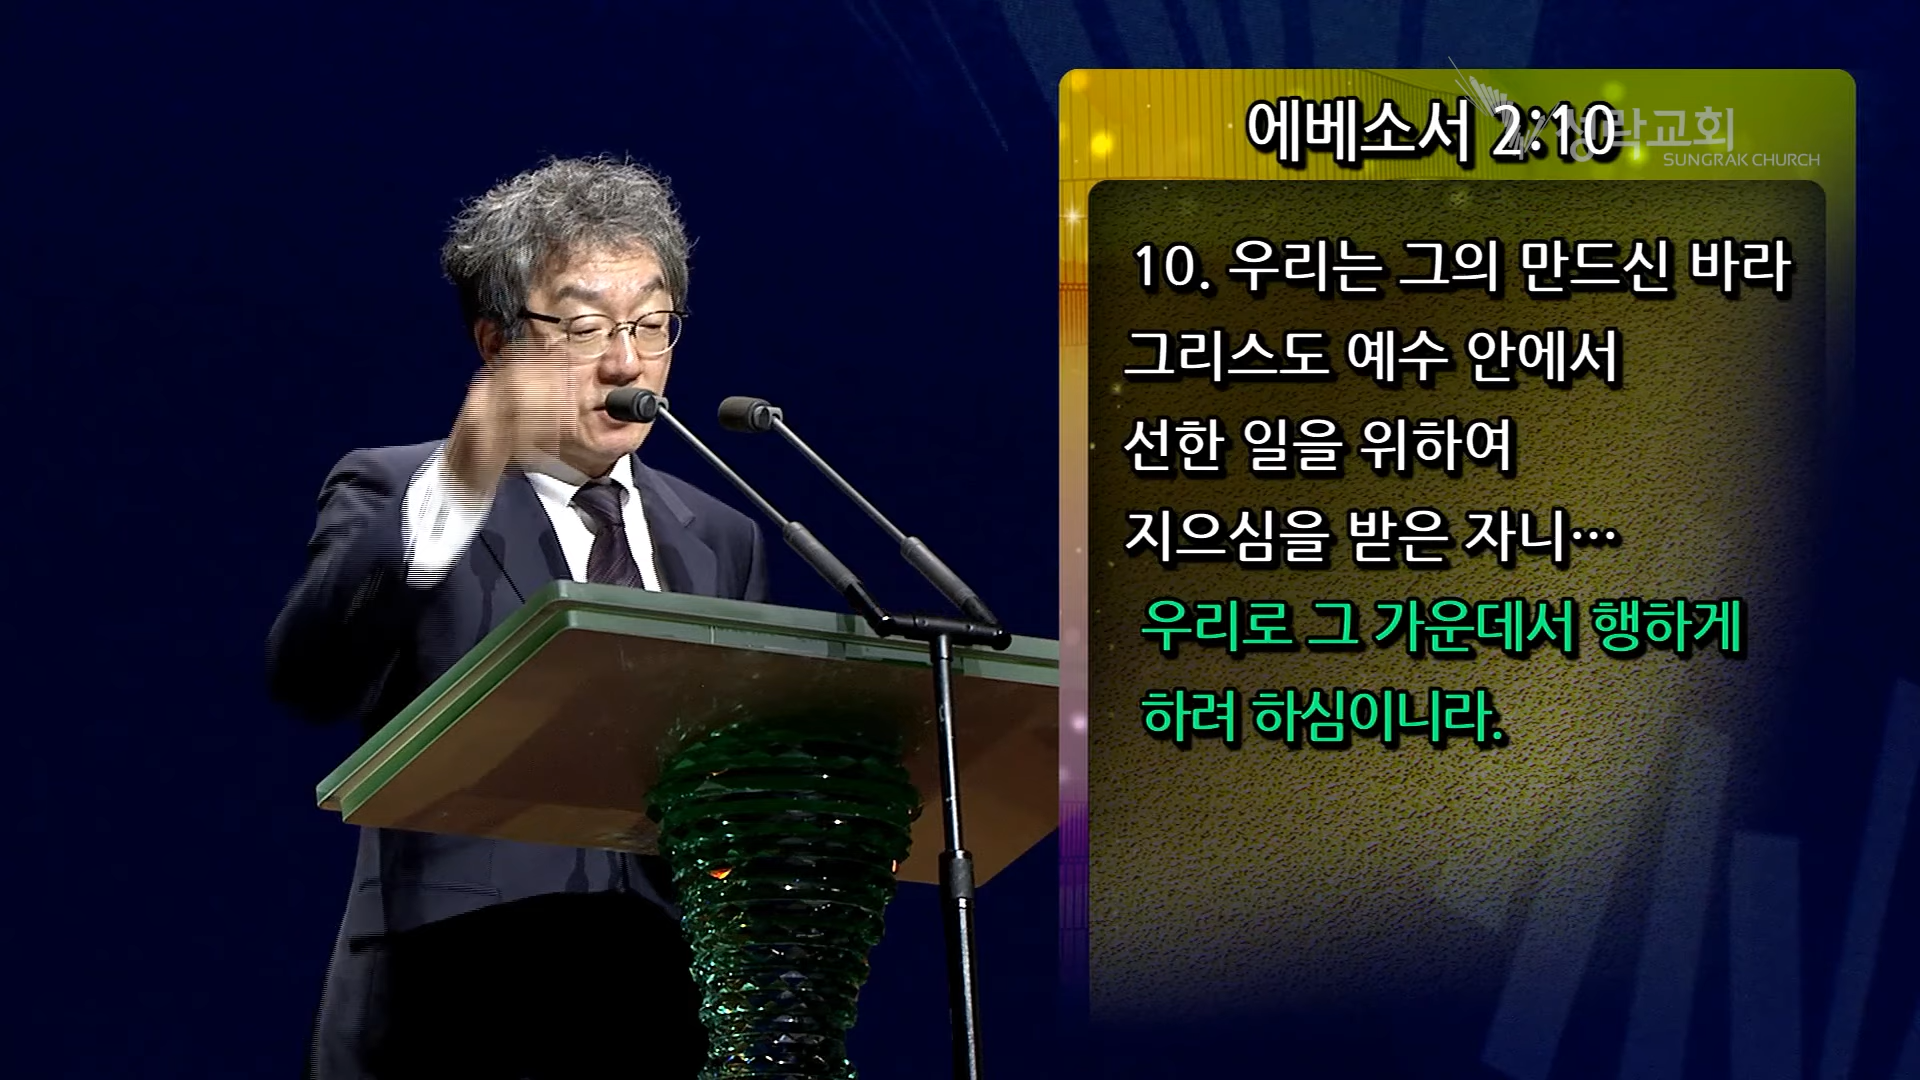 에베소서 2:10
성락교회
SUNGRAK CHURCH
10. 우리는 그의 만드신 바라
그리스도 예수 안에서
선한 일을 위하여
지으심을 받은 자니…
우리로 그 가운데서 행하게
하려 하심이니라.